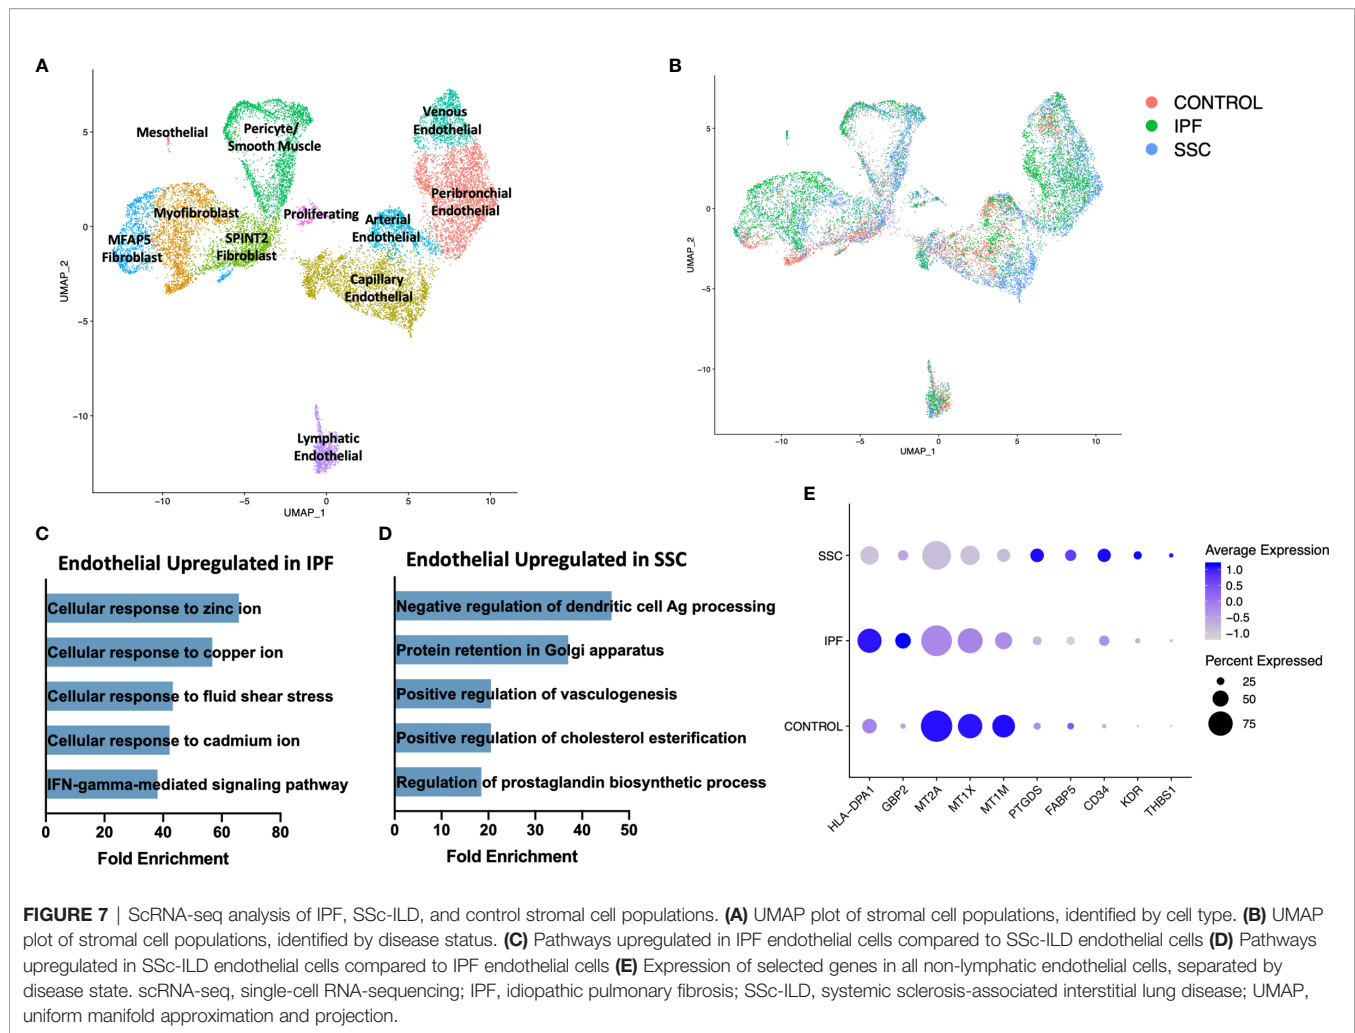 A
Mesothelial
Pericyte/
Smooth Muscle
Venous
Endothelial
Myofibroblast
Proliferating
Peribronchial
Endothelial
Arterial
Endothelial
MFAP5
Fibroblast
SPINT2
Fibroblast
Capillary
Endothelial
Lymphatic
Endothelial
5
0
−5
−10
UMAP_2
−10
−5
0
5
10
UMAP_1
B
CONTROL
IPF
SSC
5
0
−5
−10
UMAP_2
−10
−5
0
5
10
UMAP_1
C
Endothelial Upregulated in IPF
Cellular response to zinc ion
Cellular response to copper ion
Cellular response to fluid shear stress
Cellular response to cadmium ion
IFN-gamma-mediated signaling pathway
0 20 40 60 80
Fold Enrichment
D
Endothelial Upregulated in SSC
Negative regulation of dendritic cell Ag processing
Protein retention in Golgi apparatus
Positive regulation of vasculogenesis
Positive regulation of cholesterol esterification
Regulation of prostaglandin biosynthetic process
0 10 20 30 40 50
Fold Enrichment
E
SSC
IPF
CONTROL
HLA−DPA1
GBP2
MT2A
MT1X
MT1M
PTGDS
FABP5
CD34
KDR
THBS1
Average Expression
1.0
0.5
0.0
−0.5
−1.0
Percent Expressed
25
50
75
FIGURE 7 | ScRNA-seq analysis of IPF, SSc-ILD, and control stromal cell populations. (A) UMAP plot of stromal cell populations, identified by cell type. (B) UMAP
plot of stromal cell populations, identified by disease status. (C) Pathways upregulated in IPF endothelial cells compared to SSc-ILD endothelial cells (D) Pathways
upregulated in SSc-ILD endothelial cells compared to IPF endothelial cells (E) Expression of selected genes in all non-lymphatic endothelial cells, separated by
disease state. scRNA-seq, single-cell RNA-sequencing; IPF, idiopathic pulmonary fibrosis; SSc-ILD, systemic sclerosis-associated interstitial lung disease; UMAP,
uniform manifold approximation and projection.